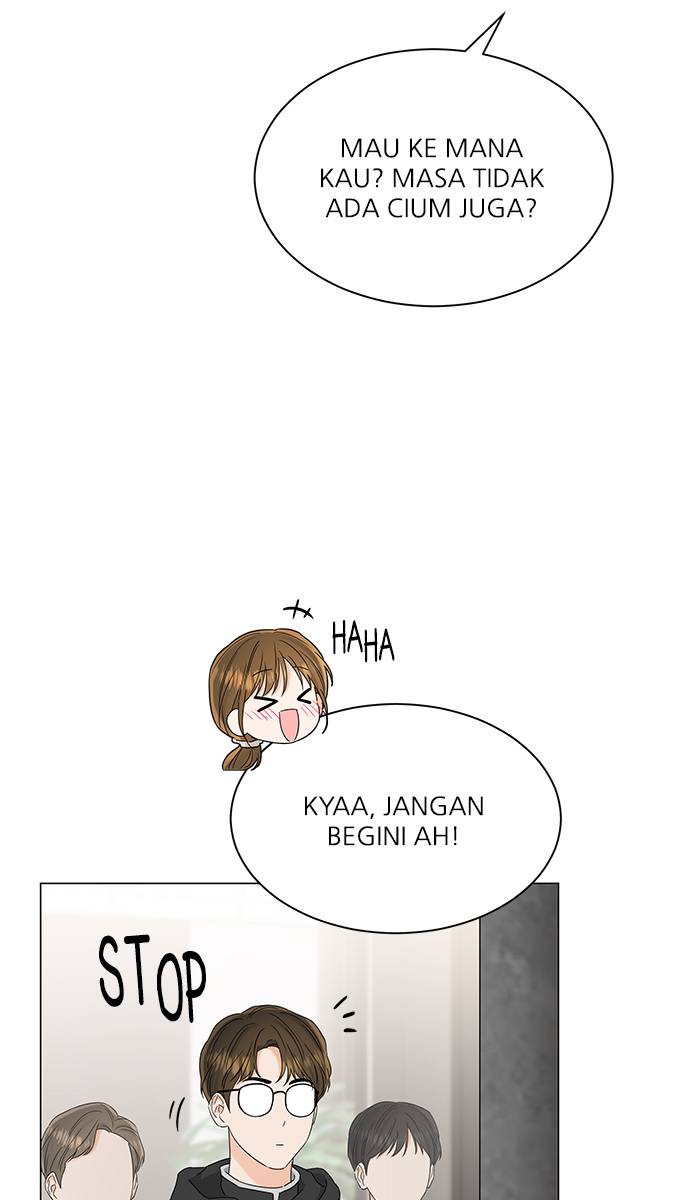 MAU KE MANA
KAU? MASA TIDAK
ADA CIUM JUGA?
HAHA
KYAA, JANGAN
BEGINI AH!
STOP